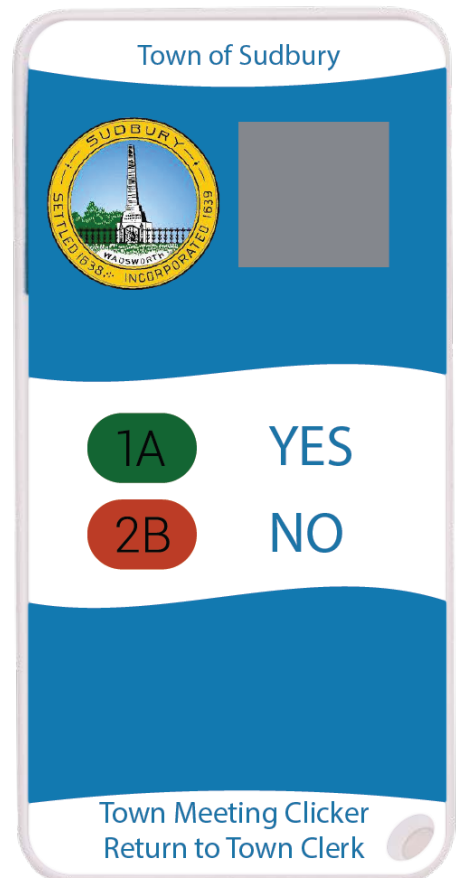 Town of Sudbury
SUDBURY
SETTLED 1638 INCORPORATED 1639
WADSWORTH
1A YES
2B NO
Town Meeting Clicker
Return to Town Clerk